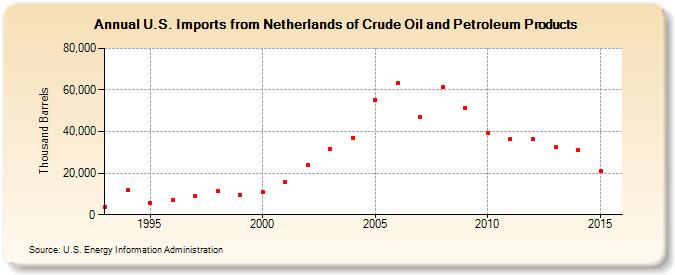 Annual U.S. Imports from Netherlands of Crude Oil and Petroleum Products
Thousand Barrels
80,000
60,000
40,000
20,000
0
1995 2000 2005 2010 2015
Source: U.S. Energy Information Administration